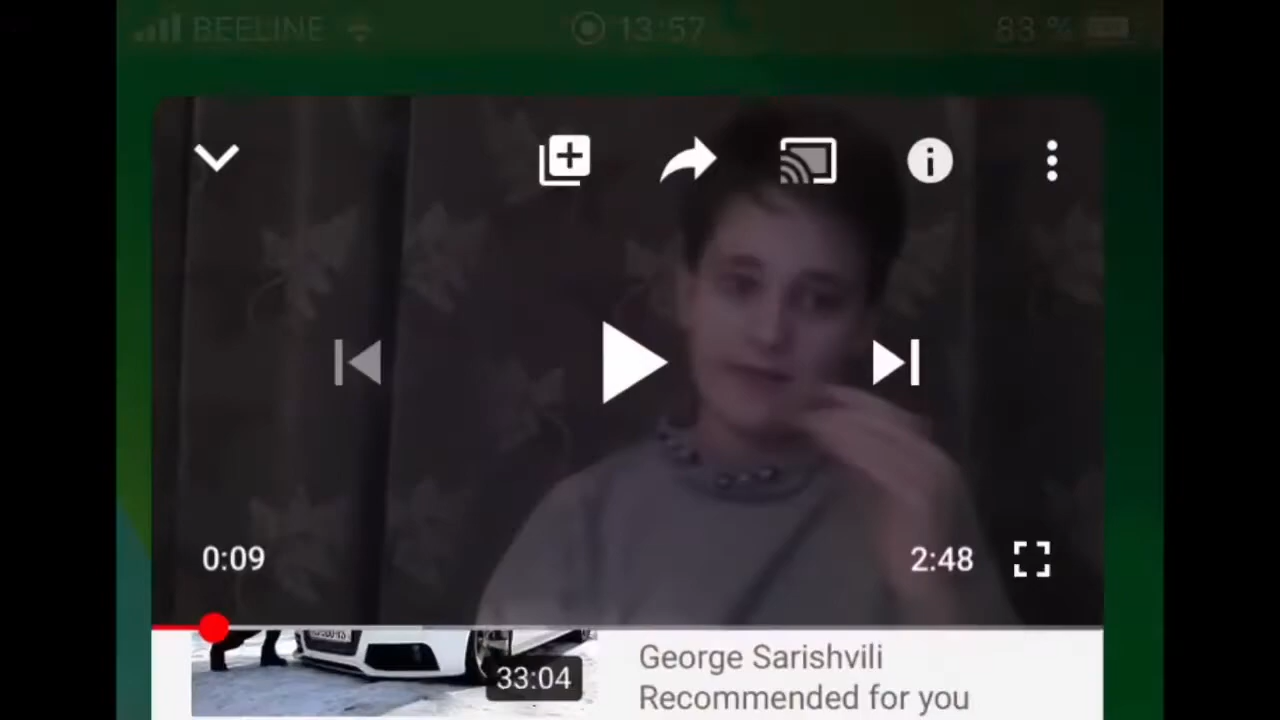 BEELINE 13:57 83 %
0:09 2:48
33:04
George Sarishvili
Recommended for you